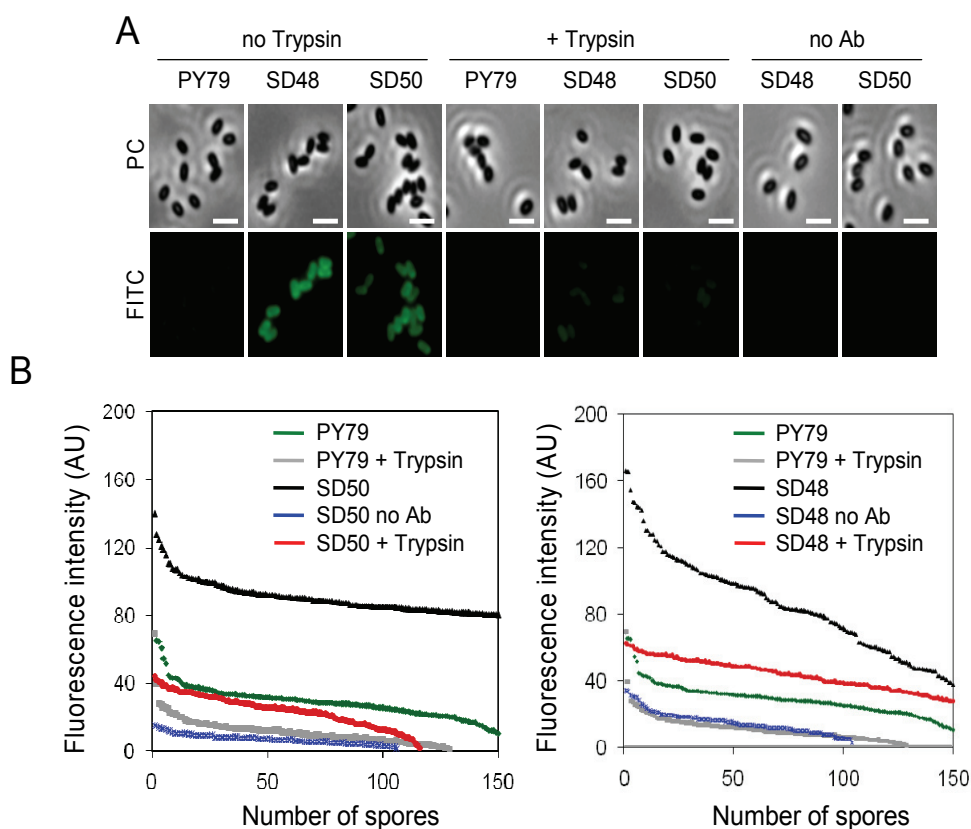 A
no Trypsin + Trypsin no Ab
PY79 SD48 SD50 PY79 SD48 SD50 SD48 SD50
PC
FITC
B
Fluorescence intensity (AU)
200
160
120
80
40
0
0 50 100 150
Number of spores
PY79
PY79 + Trypsin
SD50
SD50 no Ab
SD50 + Trypsin
Fluorescence intensity (AU)
200
160
120
80
40
0
0 50 100 150
Number of spores
PY79
PY79 + Trypsin
SD48
SD48 no Ab
SD48 + Trypsin